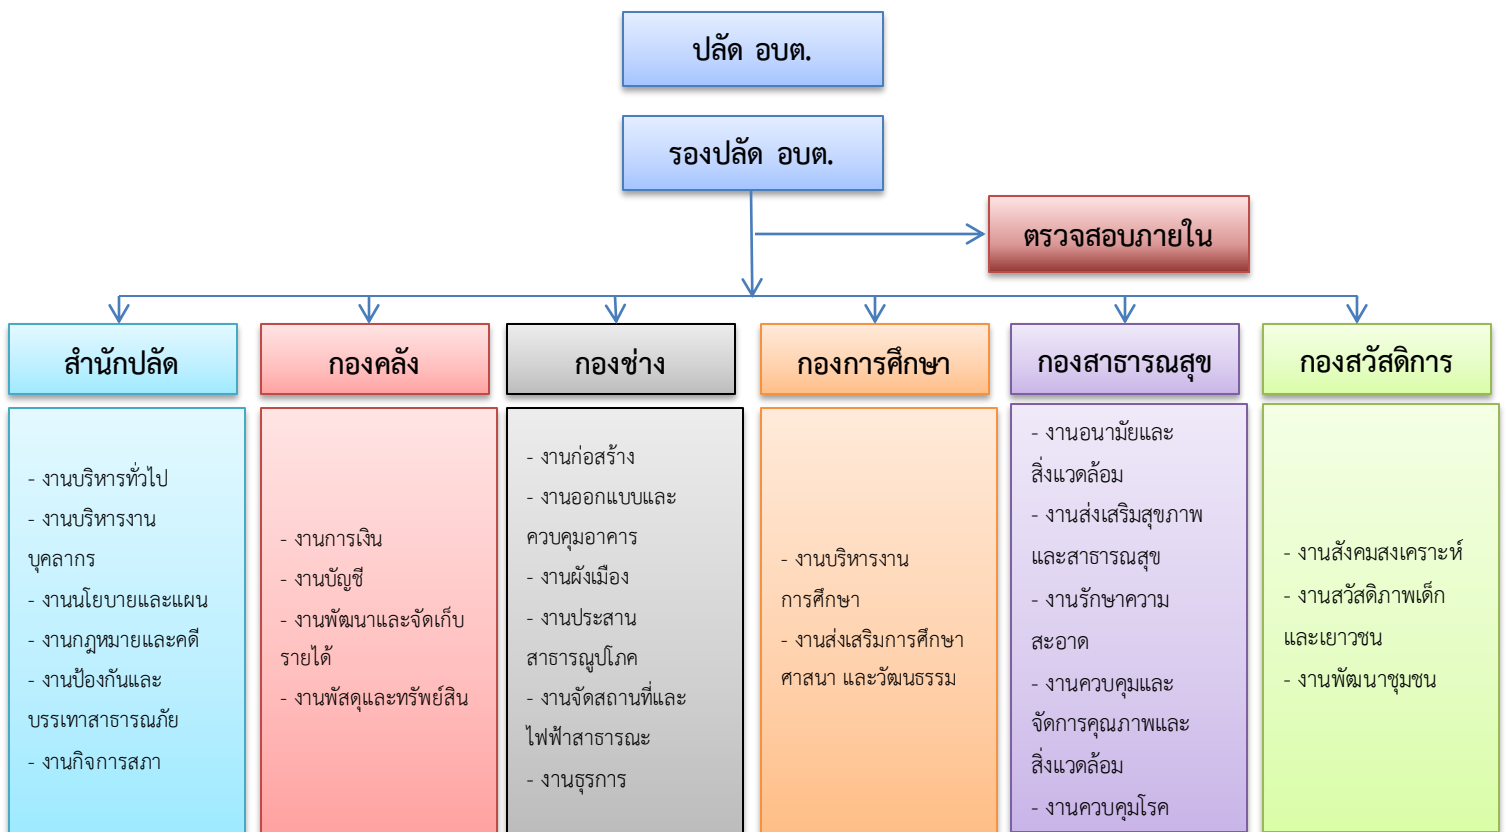 ปลัด อบต.
รองปลัด อบต.
ตรวจสอบภายใน
สำนักปลัด
- งานบริหารทั่วไป
- งานบริหารงาน
บุคลากร
- งานนโยบายและแผน
- งานกฎหมายและคดี
- งานป้องกันและ
บรรเทาสาธารณภัย
- งานกิจการสภา
กองคลัง
- งานการเงิน
- งานบัญชี
- งานพัฒนาและจัดเก็บ
รายได้
- งานพัสดุและทรัพย์สิน
กองช่าง
- งานก่อสร้าง
- งานออกแบบและ
ควบคุมอาคาร
- งานผังเมือง
- งานประสาน
สาธารณูปโภค
- งานจัดสถานที่และ
ไฟฟ้าสาธารณะ
- งานธุรการ
กองการศึกษา
- งานบริหารงาน
การศึกษา
- งานส่งเสริมการศึกษา
ศาสนา และวัฒนธรรม
กองสาธารณสุข
- งานอนามัยและ
สิ่งแวดล้อม
- งานส่งเสริมสุขภาพ
และสาธารณสุข
- งานรักษาความ
สะอาด
- งานควบคุมและ
จัดการคุณภาพและ
สิ่งแวดล้อม
- งานควบคุมโรค
กองสวัสดิการ
- งานสังคมสงเคราะห์
- งานสวัสดิภาพเด็ก
และเยาวชน
- งานพัฒนาชุมชน